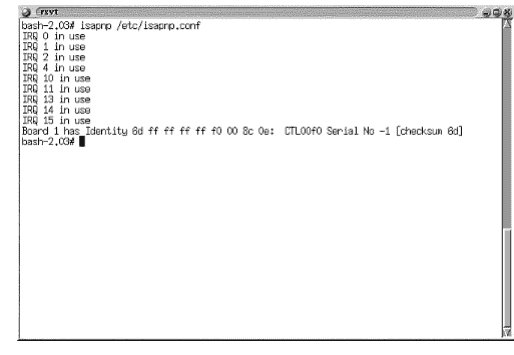 rxvt
bash-2.03# isapnp /etc/isapnp.conf
IRQ 0 in use
IRQ 1 in use
IRQ 2 in use
IRQ 4 in use
IRQ 10 in use
IRQ 11 in use
IRQ 13 in use
IRQ 14 in use
IRQ 15 in use
Board 1 has Identity 6d ff ff ff ff f0 00 8c 0e:  CTL00f0 Serial No -1 [checksum 6d]
bash-2.03#